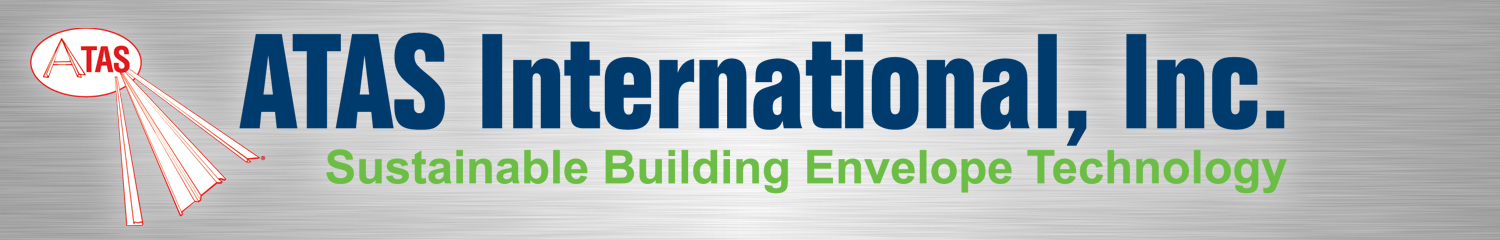 ATAS
ATAS International, Inc.
Sustainable Building Envelope Technology